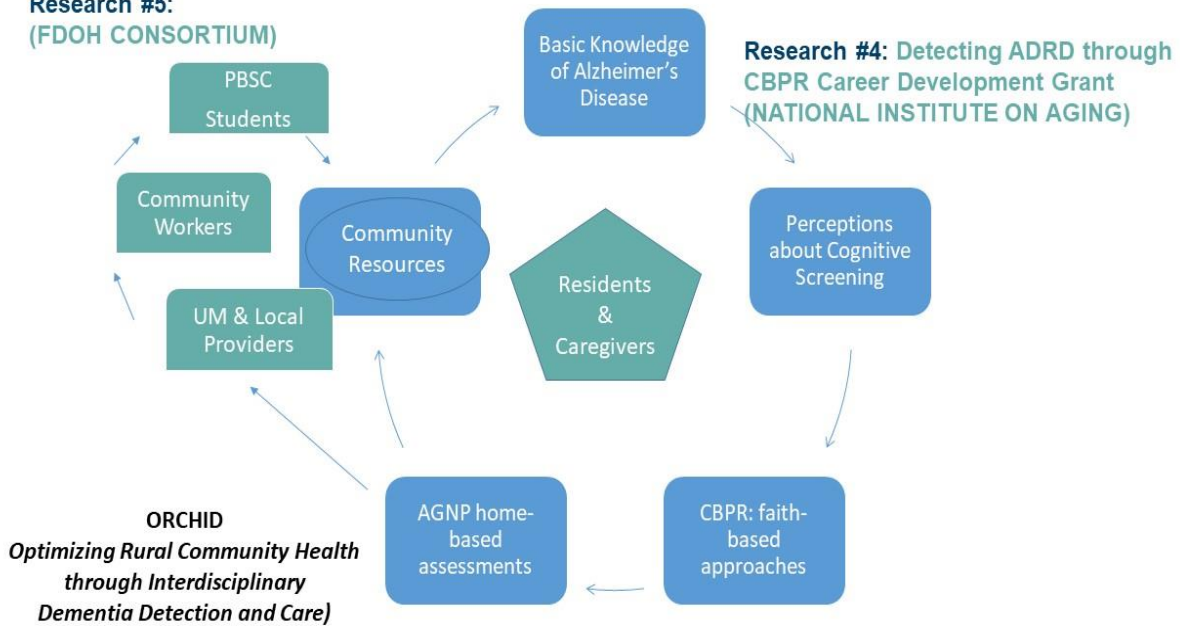 Research #5:
(FDOH CONSORTIUM)
PBSC
Students
Community
Workers
UM & Local
Providers
Community
Resources
Basic Knowledge
of Alzheimer's
Disease
Research #4: Detecting ADRD through
CBPR Career Development Grant
(NATIONAL INSTITUTE ON AGING)
Perceptions
about Cognitive
Screening
Residents
&
Caregivers
CBPR: faith-
based
approaches
AGNP home-
based
assessments
ORCHID
Optimizing Rural Community Health
through Interdisciplinary
Dementia Detection and Care)